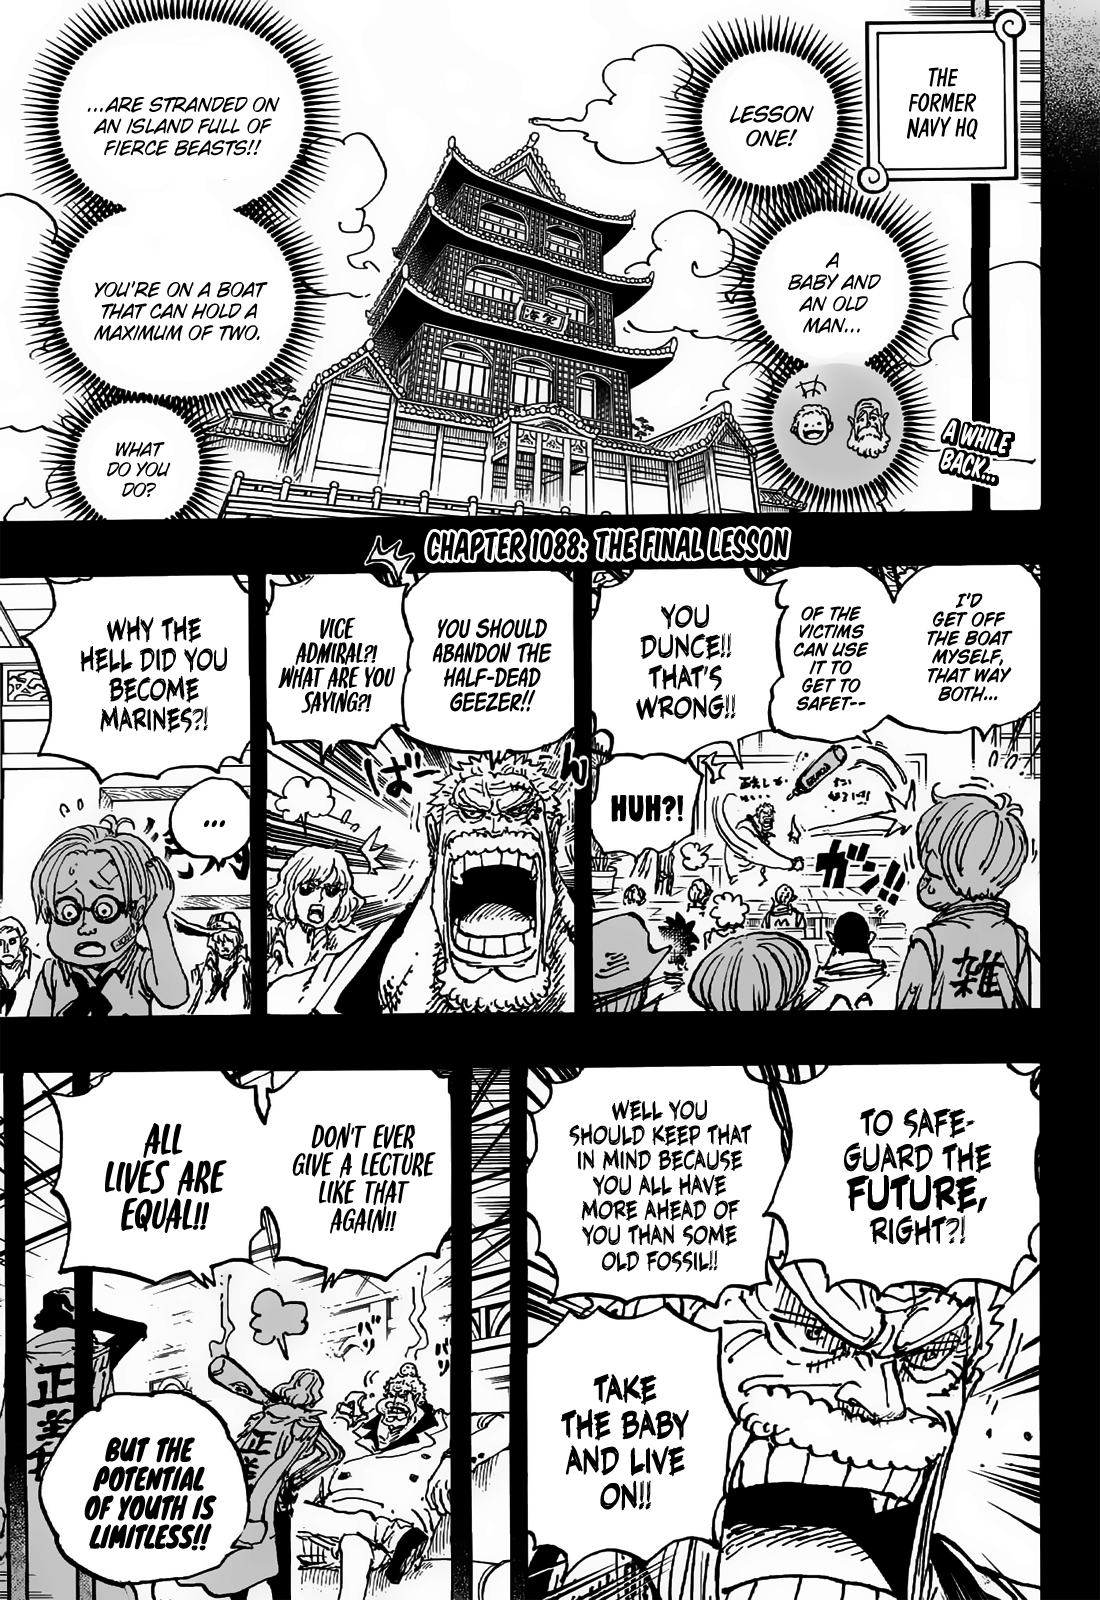 THE
FORMER
NAVY HQ
LESSON
ONE!
A
BABY AND
AN OLD
MAN...
A WHILE
BACK...
...ARE STRANDED ON
AN ISLAND FULL OF
FIERCE BEASTS!!
YOU'RE ON A BOAT
THAT CAN HOLD A
MAXIMUM OF TWO.
WHAT
DO YOU
DO?
CHAPTER 1088: THE FINAL LESSON
I'D
GET OFF
THE BOAT
MYSELF,
THAT WAY
BOTH...
OF THE
VICTIMS
CAN USE
IT TO
GET TO
SAFET--
YOU
DUNCE!!
THAT'S
WRONG!!
HUH?!
ガン!!
雑
YOU SHOULD
ABANDON THE
HALF-DEAD
GEEZER!!
VICE
ADMIRAL?!
WHAT ARE YOU
SAYING?!
ばーん
WHY THE
HELL DID YOU
BECOME
MARINES?!
...
TO SAFE-
GUARD THE
FUTURE,
RIGHT?!
WELL YOU
SHOULD KEEP THAT
IN MIND BECAUSE
YOU ALL HAVE
MORE AHEAD OF
YOU THAN SOME
OLD FOSSIL!!
TAKE
THE BABY
AND LIVE
ON!!
DON'T EVER
GIVE A LECTURE
LIKE THAT
AGAIN!!
ALL
LIVES ARE
EQUAL!!
正
BUT THE
POTENTIAL
OF YOUTH IS
LIMITLESS!!